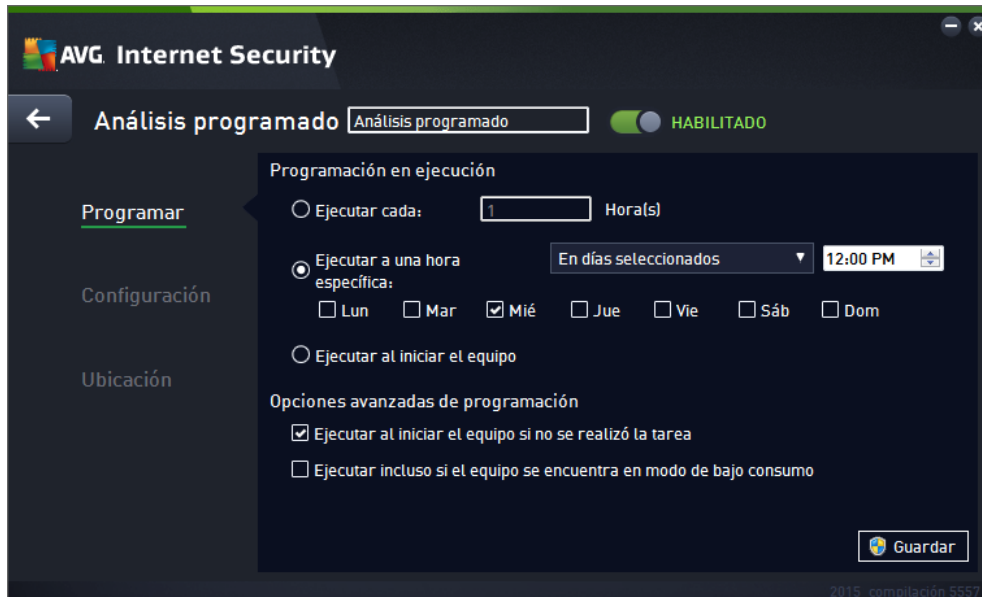 AVG. Internet Security
Análisis programado Análisis programado HABILITADO
Programación en ejecución
Programar
Ejecutar cada: 1 Hora(s)
Ejecutar a una hora específica: En días seleccionados 12:00 PM
Lun Mar Mié Jue Vie Sáb Dom
Configuración
Ejecutar al iniciar el equipo
Ubicación
Opciones avanzadas de programación
Ejecutar al iniciar el equipo si no se realizó la tarea
Ejecutar incluso si el equipo se encuentra en modo de bajo consumo
Guardar
2015 compilación 5557